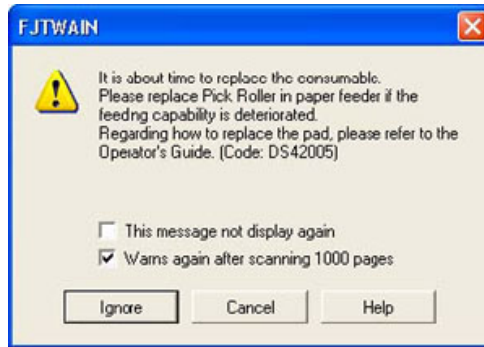 FJTWAIN
It is about time to replace the consumable.
Please replace Pick Roller in paper feeder if the
feeding capability is deteriorated.
Regarding how to replace the pad, please refer to the
Operator's Guide. (Code: DS42005)
This message not display again
Warns again after scanning 1000 pages
Ignore Cancel Help